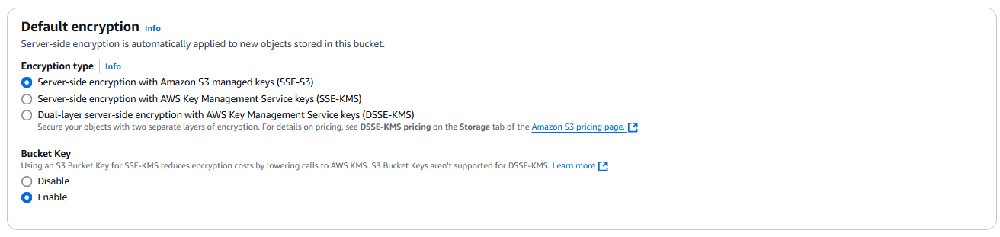 Default encryption Info
Server-side encryption is automatically applied to new objects stored in this bucket.
Encryption type Info
Server-side encryption with Amazon S3 managed keys (SSE-S3)
Server-side encryption with AWS Key Management Service keys (SSE-KMS)
Dual-layer server-side encryption with AWS Key Management Service keys (DSSE-KMS)
Secure your objects with two separate layers of encryption. For details on pricing, see DSSE-KMS pricing on the Storage tab of the Amazon S3 pricing page.
Bucket Key
Using an S3 Bucket Key for SSE-KMS reduces encryption costs by lowering calls to AWS KMS. S3 Bucket Keys aren't supported for DSSE-KMS. Learn more
Disable
Enable